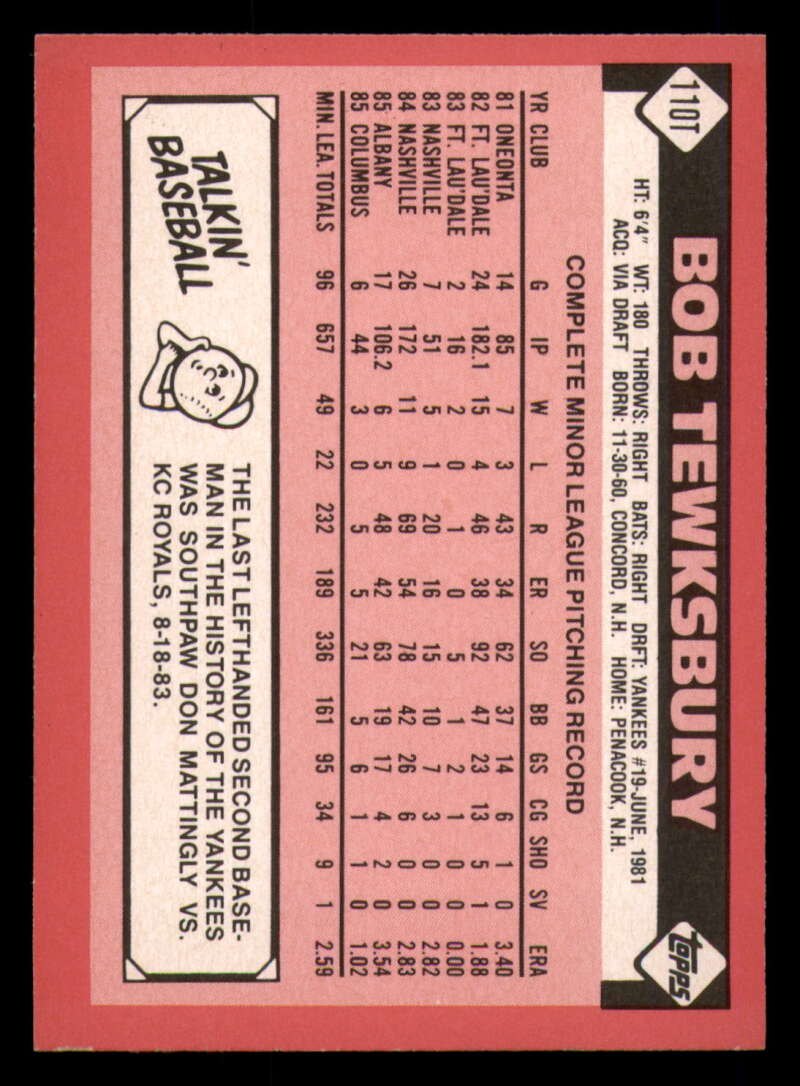 110T
BOB TEWKSBURY
topps
HT: 6'4" WT: 180 THROWS: RIGHT BATS: RIGHT DRFT: YANKEES #19-JUNE, 1981
ACQ: VIA DRAFT BORN: 11-30-60, CONCORD, N.H. HOME: PENACOOK, N.H.
COMPLETE MINOR LEAGUE PITCHING RECORD
YR CLUB G IP W L R ER SO BB GS CG SHO SV ERA
81 ONEONTA 14 85 7 3 43 34 62 37 14 6 1 0 3.40
82 FT. LAU'DALE 24 182.1 15 4 46 38 92 47 23 13 5 1 1.88
83 FT. LAU'DALE 2 16 2 0 1 0 5 1 2 1 0 0 0.00
83 NASHVILLE 7 51 5 1 20 16 15 10 7 3 0 0 2.82
84 NASHVILLE 26 172 11 9 69 54 78 42 26 6 0 0 2.83
85 ALBANY 17 106.2 6 5 48 42 63 19 17 4 2 0 3.54
85 COLUMBUS 6 44 3 0 5 5 21 5 6 1 1 0 1.02
MIN. LEA. TOTALS 96 657 49 22 232 189 336 161 95 34 9 1 2.59
TALKIN'
BASEBALL
THE LAST LEFTHANDED SECOND BASE-
MAN IN THE HISTORY OF THE YANKEES
WAS SOUTHPAW DON MATTINGLY VS.
KC ROYALS, 8-18-83.